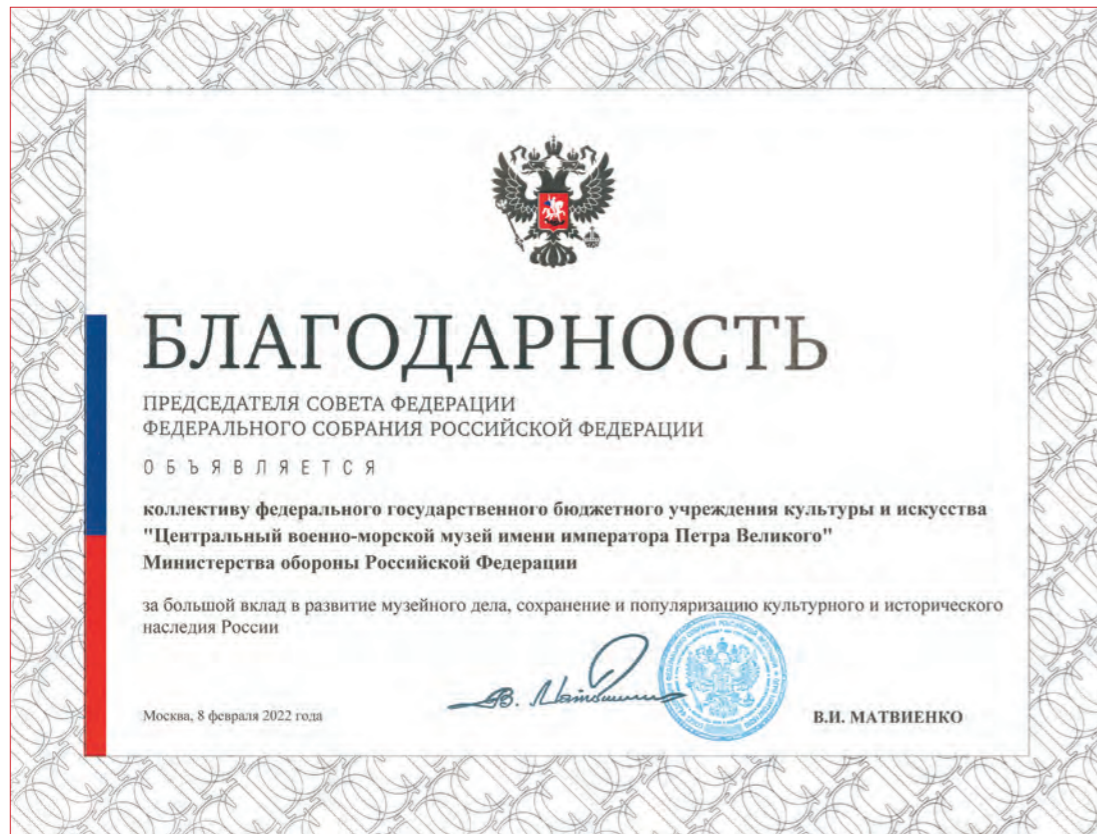 БЛАГОДАРНОСТЬ
ПРЕДСЕДАТЕЛЯ СОВЕТА ФЕДЕРАЦИИ
ФЕДЕРАЛЬНОГО СОБРАНИЯ РОССИЙСКОЙ ФЕДЕРАЦИИ
ОБЪЯВЛЯЕТСЯ
коллективу федерального государственного бюджетного учреждения культуры и искусства
"Центральный военно-морской музей имени императора Петра Великого"
Министерства обороны Российской Федерации
за большой вклад в развитие музейного дела, сохранение и популяризацию культурного и исторического
наследия России
Москва, 8 февраля 2022 года
В.И. МАТВИЕНКО